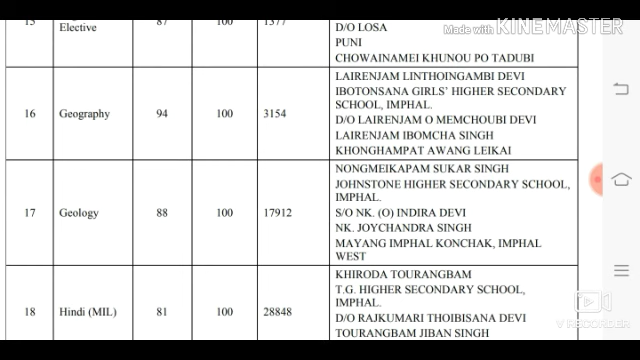 Made with KINEMASTER
15
Elective
87
100
1377
D/O LOSA
PUNI
CHOWAINAMEI KHUNOU PO TADUBI
16
Geography
94
100
3154
LAIRENJAM LINTHOINGAMBI DEVI
IBOTONSANA GIRLS' HIGHER SECONDARY
SCHOOL, IMPHAL.
D/O LAIRENJAM O MEMCHOUBI DEVI
LAIRENJAM IBOMCHA SINGH
KHONGHAMPAT AWANG LEIKAI
17
Geology
88
100
17912
NONGMEIKAPAM SUKAR SINGH
JOHNSTONE HIGHER SECONDARY SCHOOL,
IMPHAL.
S/O NK. (O) INDIRA DEVI
NK. JOYCHANDRA SINGH
MAYANG IMPHAL KONCHAK, IMPHAL
WEST
18
Hindi (MIL)
81
100
28848
KHIRODA TOURANGBAM
T.G. HIGHER SECONDARY SCHOOL,
IMPHAL.
D/O RAJKUMARI THOIBISANA DEVI
TOURANGBAM JIBAN SINGH
V RECORDER